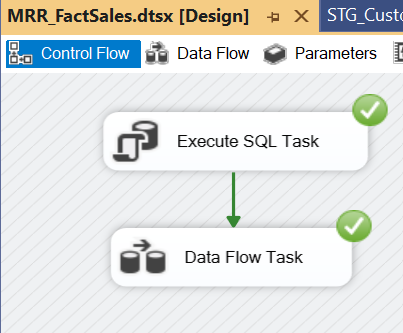 MRR_FactSales.dtsx [Design]
STG_Custo
Control Flow
Data Flow
Parameters
Execute SQL Task
Data Flow Task